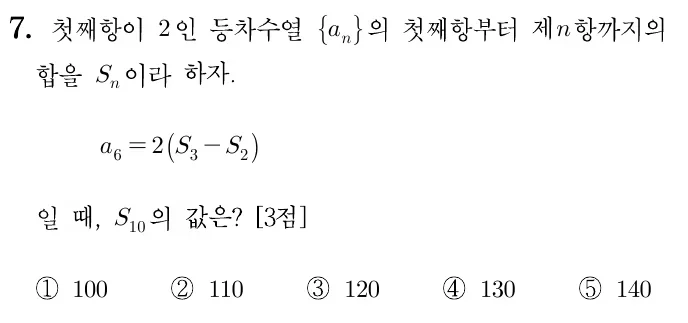 7. 첫째항이 2인 등차수열 {aₙ}의 첫째항부터 제n항까지의
합을 Sₙ이라 하자.
a₆ = 2(S₃ − S₂)
일 때, S₁₀의 값은? [3점]
① 100 ② 110 ③ 120 ④ 130 ⑤ 140